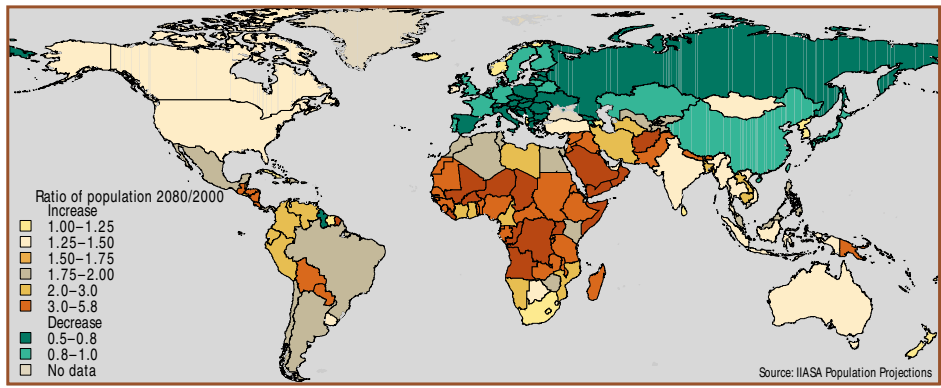 Ratio of population 2080/2000
Increase
1.00–1.25
1.25–1.50
1.50–1.75
1.75–2.00
2.0–3.0
3.0–5.8
Decrease
0.5–0.8
0.8–1.0
No data
Source: IIASA Population Projections